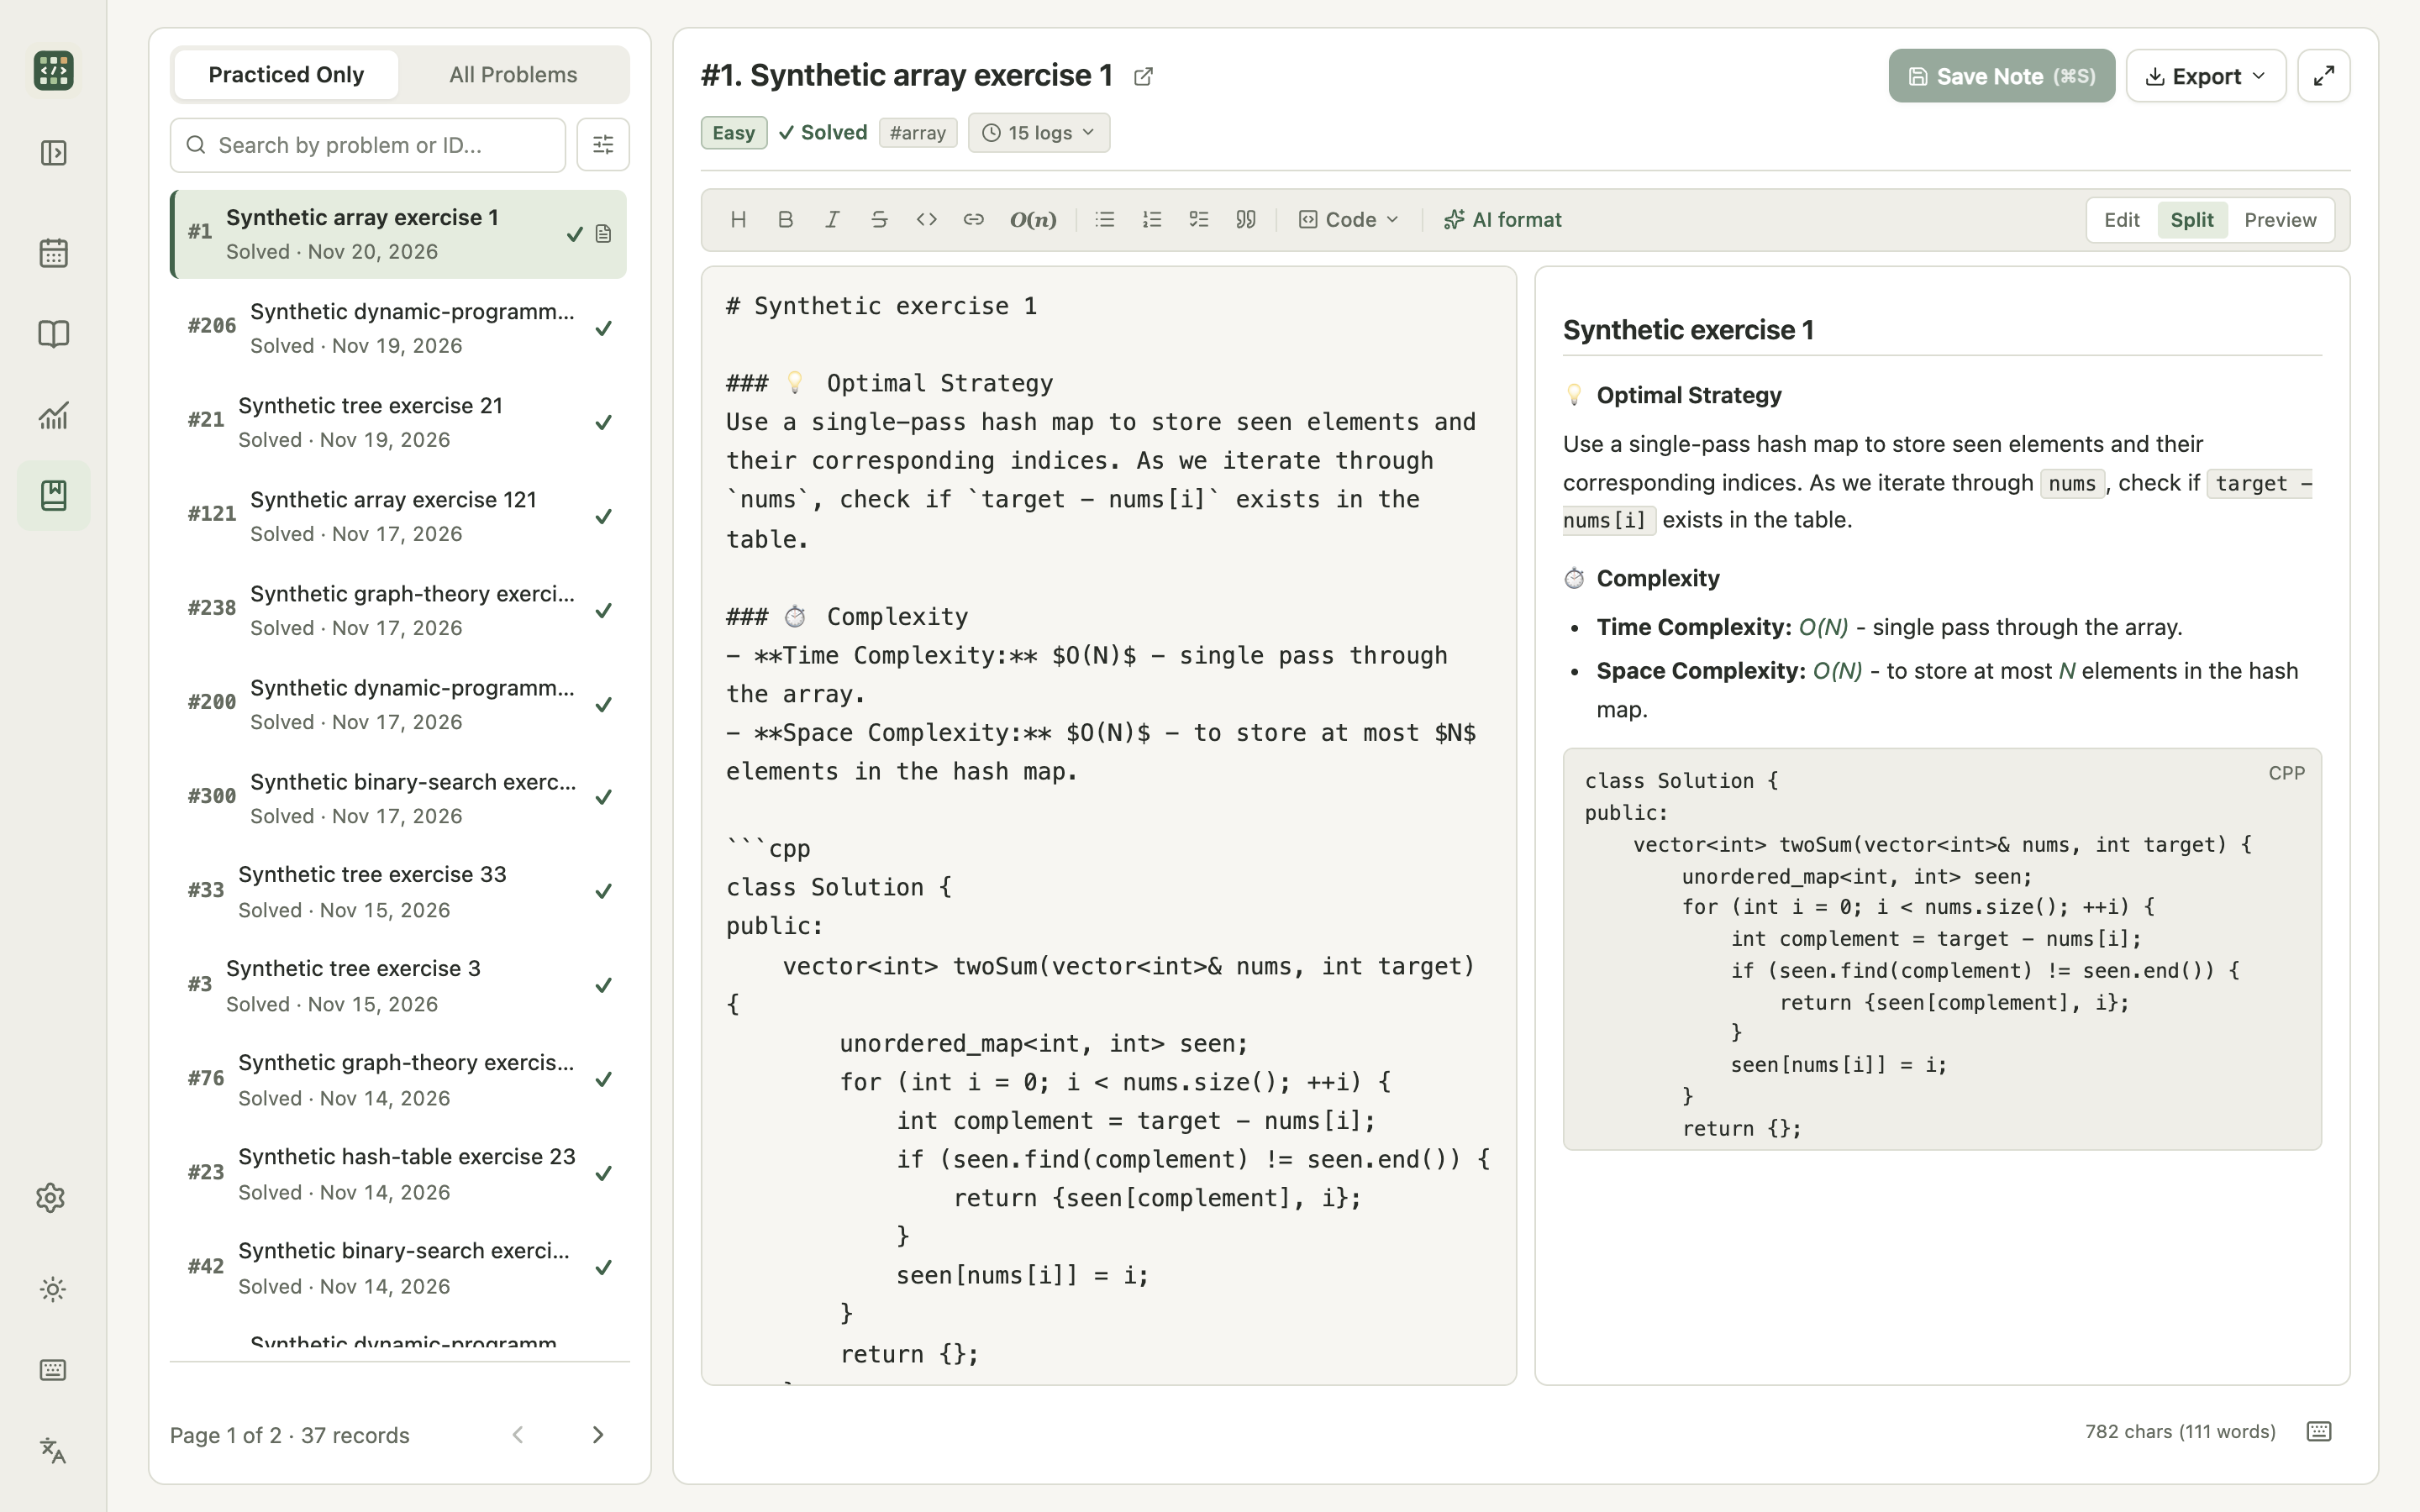 Practiced Only
All Problems
Search by problem or ID...
#1
Synthetic array exercise 1
Solved · Nov 20, 2026
#206
Synthetic dynamic-programm...
Solved · Nov 19, 2026
#21
Synthetic tree exercise 21
Solved · Nov 19, 2026
#121
Synthetic array exercise 121
Solved · Nov 17, 2026
#238
Synthetic graph-theory exerci...
Solved · Nov 17, 2026
#200
Synthetic dynamic-programm...
Solved · Nov 17, 2026
#300
Synthetic binary-search exerc...
Solved · Nov 17, 2026
#33
Synthetic tree exercise 33
Solved · Nov 15, 2026
#3
Synthetic tree exercise 3
Solved · Nov 15, 2026
#76
Synthetic graph-theory exercis...
Solved · Nov 14, 2026
#23
Synthetic hash-table exercise 23
Solved · Nov 14, 2026
#42
Synthetic binary-search exerci...
Solved · Nov 14, 2026
Synthetic dynamic-programm
Page 1 of 2 · 37 records
#1. Synthetic array exercise 1
Save Note (⌘S)
Export
Easy
✓ Solved
#array
15 logs
H B I S <> O(n)
Code
AI format
Edit
Split
Preview
# Synthetic exercise 1
### 💡 Optimal Strategy
Use a single-pass hash map to store seen elements and
their corresponding indices. As we iterate through
`nums`, check if `target - nums[i]` exists in the
table.
### ⏱️ Complexity
- **Time Complexity:** $O(N)$ - single pass through
the array.
- **Space Complexity:** $O(N)$ - to store at most $N$
elements in the hash map.
```cpp
class Solution {
public:
    vector<int> twoSum(vector<int>& nums, int target)
{
        unordered_map<int, int> seen;
        for (int i = 0; i < nums.size(); ++i) {
            int complement = target - nums[i];
            if (seen.find(complement) != seen.end()) {
                return {seen[complement], i};
            }
            seen[nums[i]] = i;
        }
        return {};
Synthetic exercise 1
💡 Optimal Strategy
Use a single-pass hash map to store seen elements and their
corresponding indices. As we iterate through nums, check if target -
nums[i] exists in the table.
⏱️ Complexity
• Time Complexity: O(N) - single pass through the array.
• Space Complexity: O(N) - to store at most N elements in the hash
map.
CPP
class Solution {
public:
    vector<int> twoSum(vector<int>& nums, int target) {
        unordered_map<int, int> seen;
        for (int i = 0; i < nums.size(); ++i) {
            int complement = target - nums[i];
            if (seen.find(complement) != seen.end()) {
                return {seen[complement], i};
            }
            seen[nums[i]] = i;
        }
        return {};
782 chars (111 words)